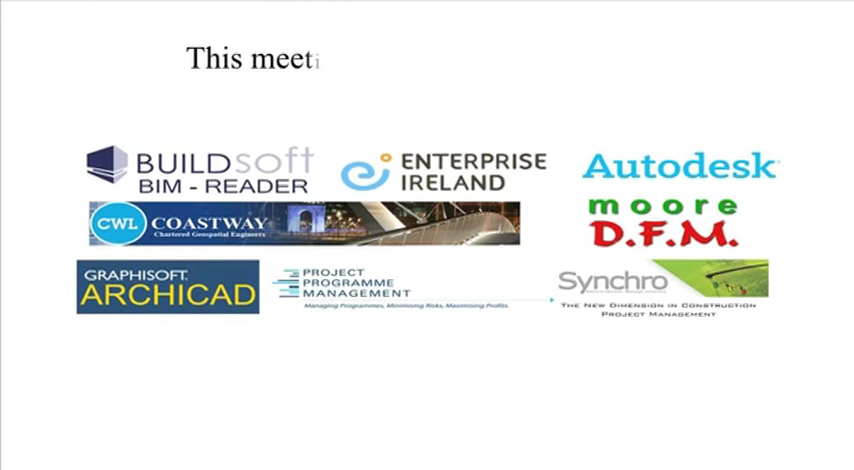 This meeti
BUILDsoft
BIM - READER
ENTERPRISE
IRELAND
Autodesk
CWL
COASTWAY
Chartered Geospatial Engineers
moore
D.F.M.
GRAPHISOFT.
ARCHICAD
PROJECT
PROGRAMME
MANAGEMENT
Managing Programmes, Minimising Risks, Maximising Profits.
Synchro
The New Dimension in Construction
Project Management